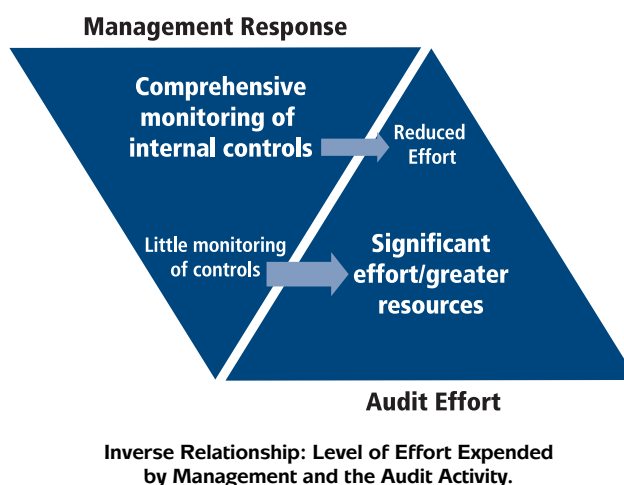 Management Response
Comprehensive
monitoring of
internal controls
Reduced
Effort
Little monitoring
of controls
Significant
effort/greater
resources
Audit Effort
Inverse Relationship: Level of Effort Expended
by Management and the Audit Activity.